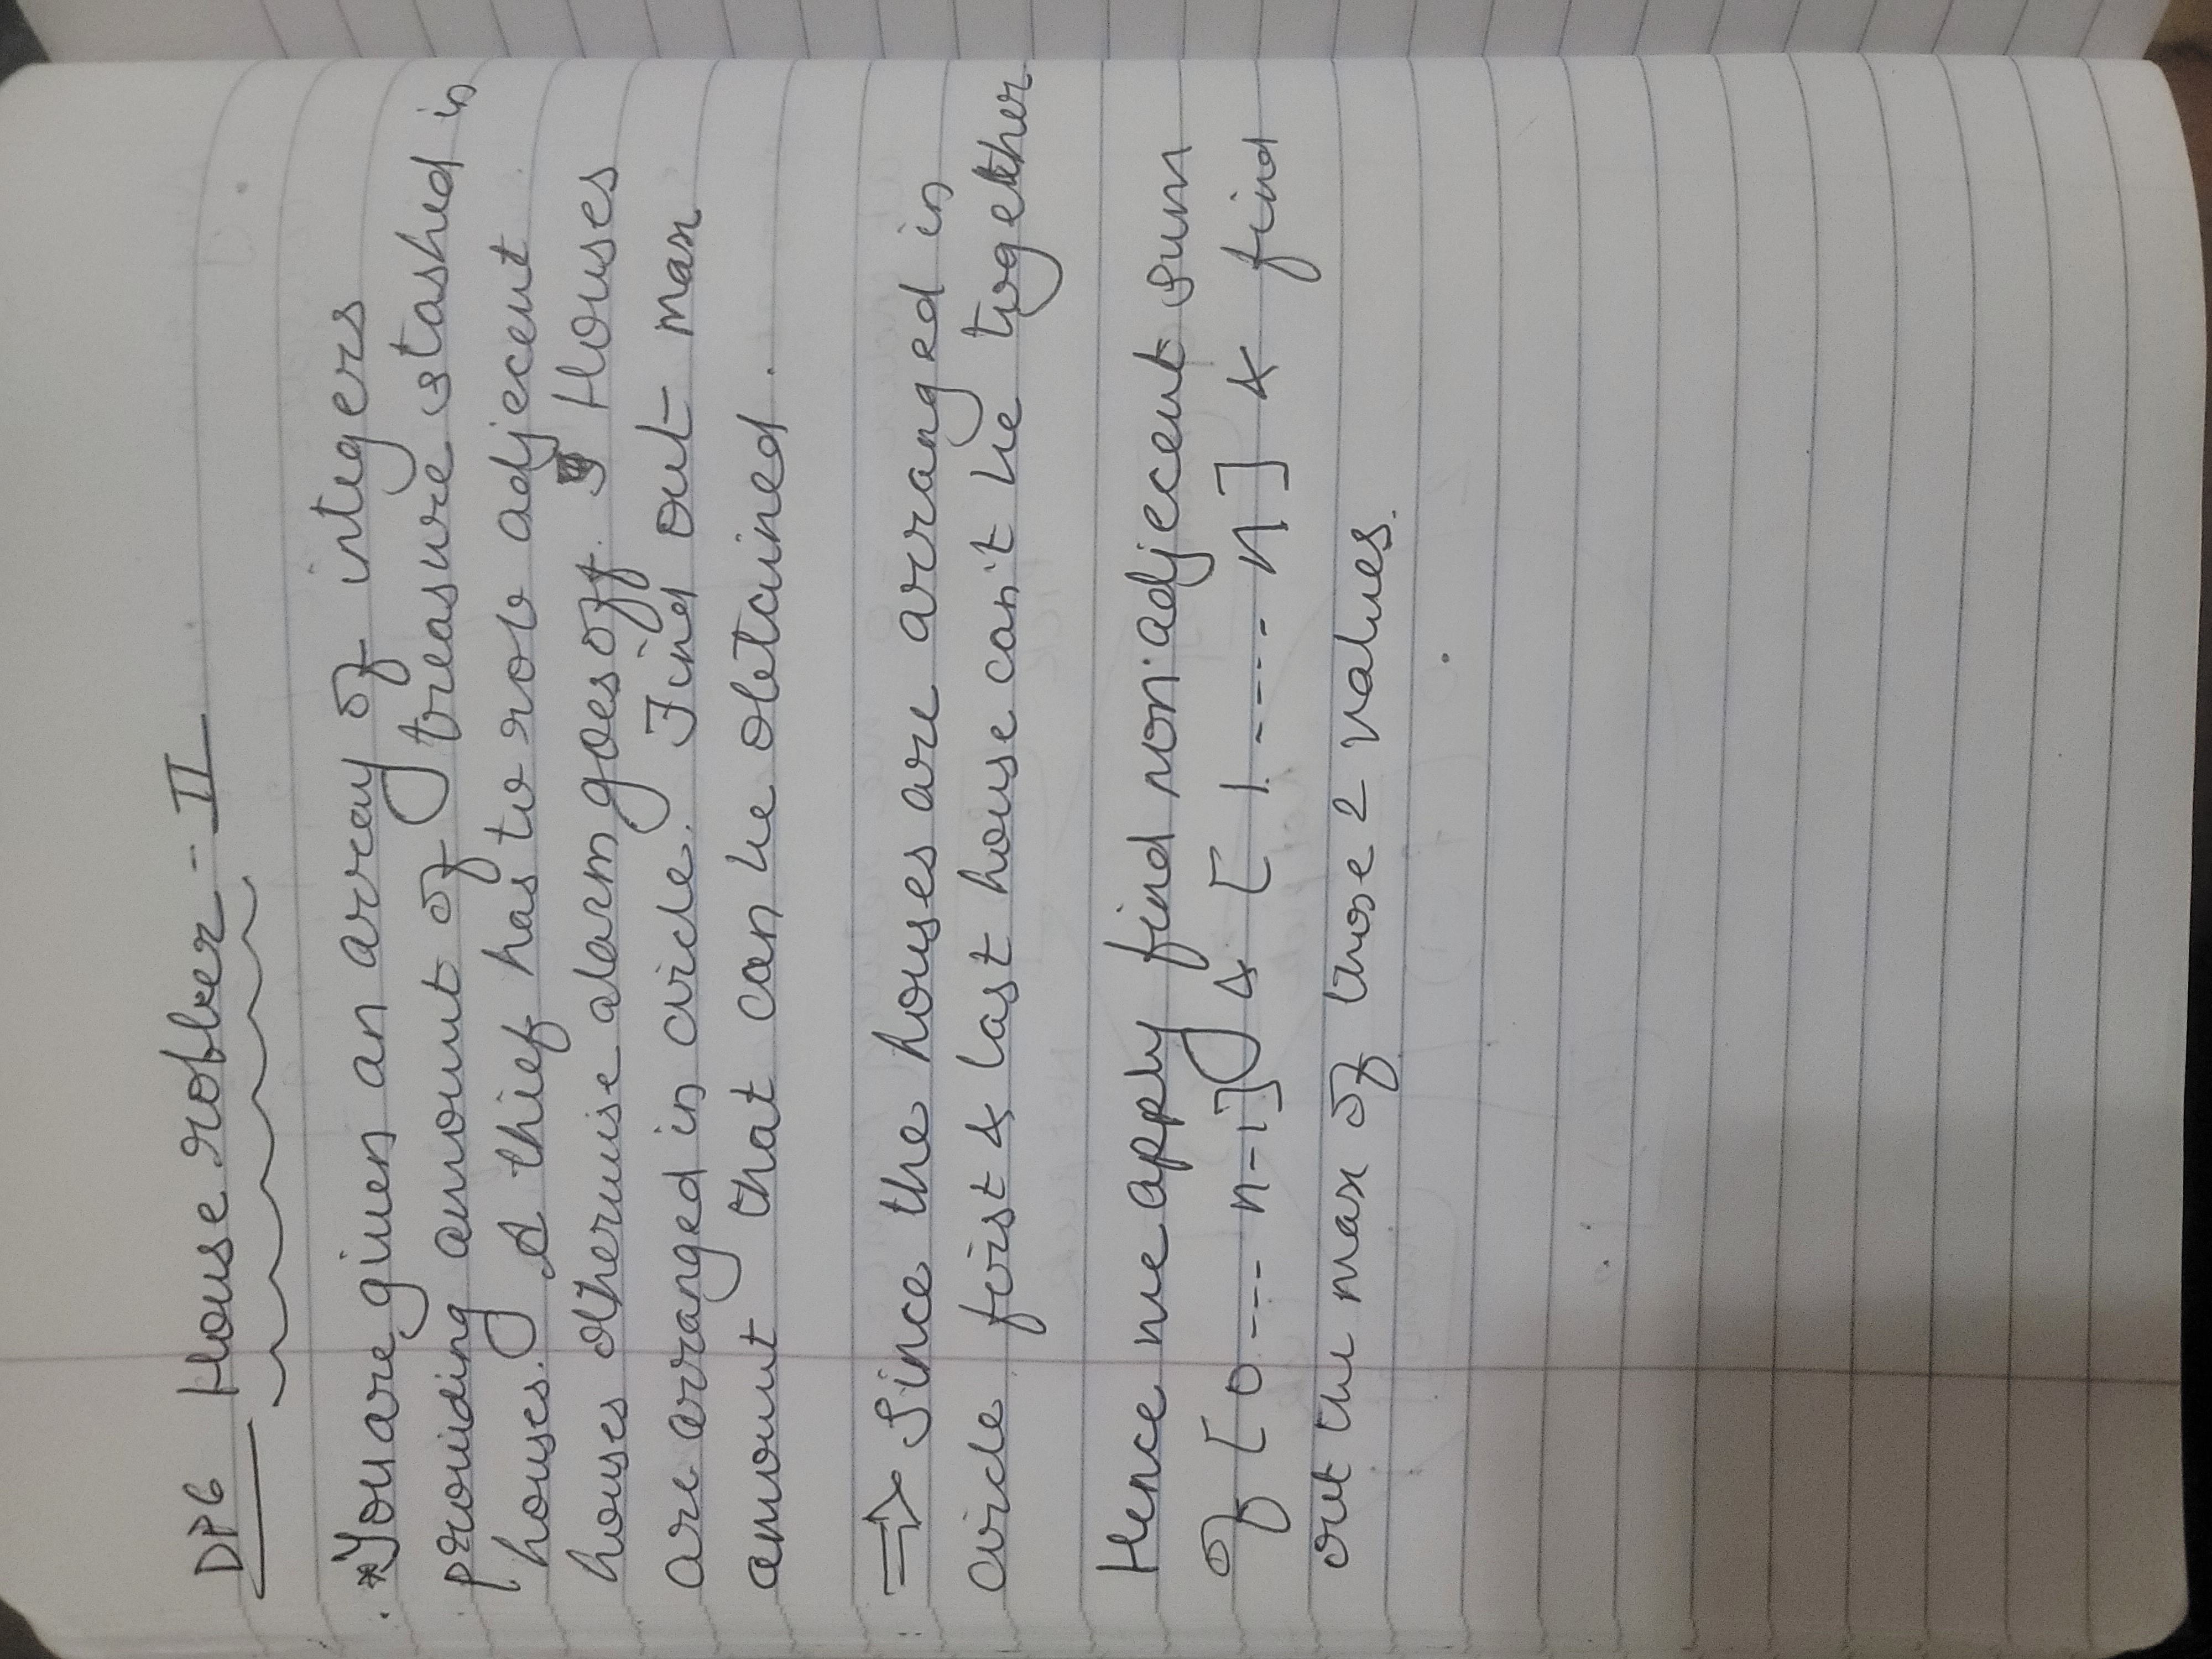 DP6 House robber - II
* You are given an array of integers
providing amount of treasure stashed in
houses. A thief has to rob adjecent
houses otherwise alarm goes off. Houses
are arranged in circle. Find out max
amount that can be obtained.
⇒ Since the houses are arranged in
circle first & last house can't be together
Hence we apply find non-adjecent sum
of [0 --- n-1] & [1 ---- n] & find
out the max of those 2 values.